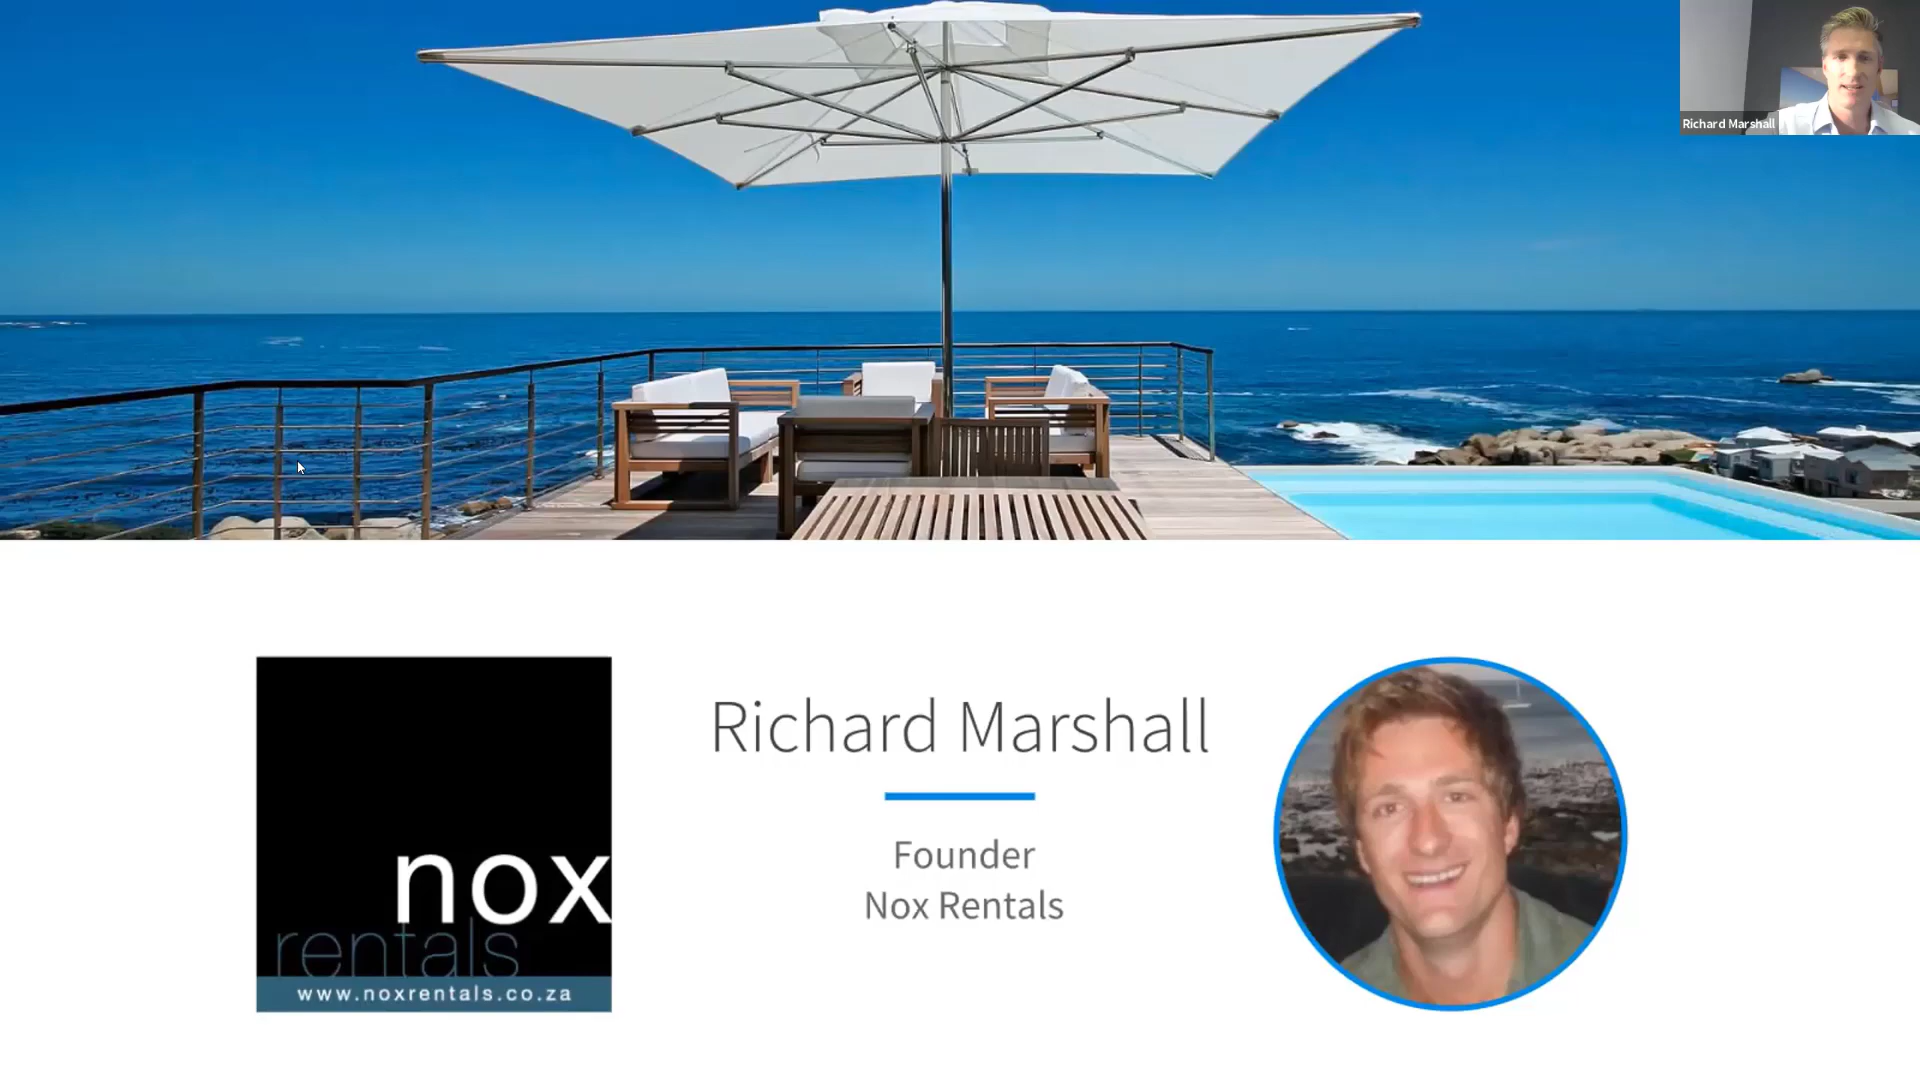 Richard Marshall
Richard Marshall
Founder
Nox Rentals
nox
rentals
www.noxrentals.co.za